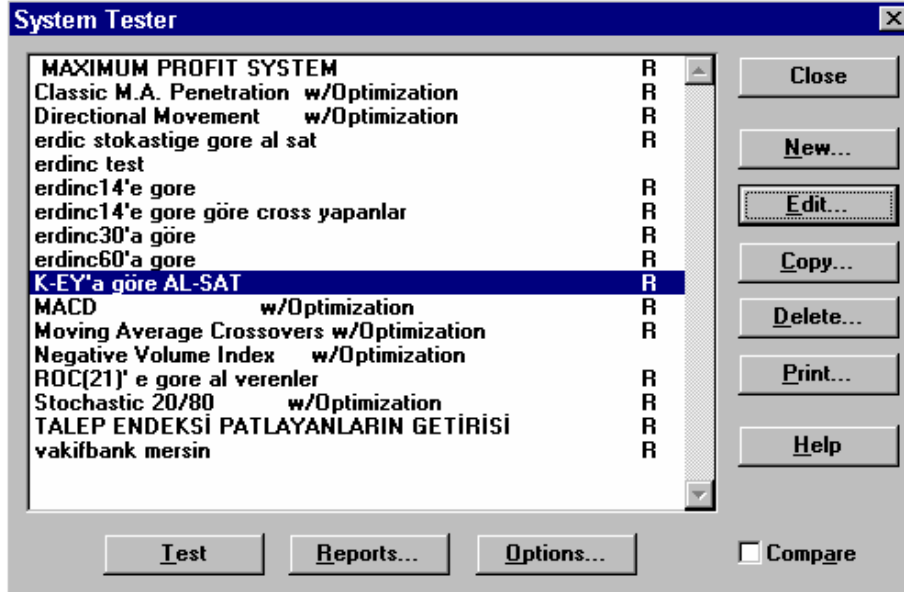 System Tester
MAXIMUM PROFIT SYSTEM R
Classic M.A. Penetration w/Optimization R
Directional Movement w/Optimization R
erdic stokastige gore al sat R
erdinc test
erdinc14'e gore R
erdinc14'e gore göre cross yapanlar R
erdinc30'a göre R
erdinc60'a gore R
K-EY'a göre AL-SAT R
MACD w/Optimization R
Moving Average Crossovers w/Optimization R
Negative Volume Index w/Optimization
ROC(21)' e gore al verenler R
Stochastic 20/80 w/Optimization R
TALEP ENDEKSİ PATLAYANLARIN GETİRİSİ R
vakifbank mersin R
Close
New...
Edit...
Copy...
Delete...
Print...
Help
Test
Reports...
Options...
Compare